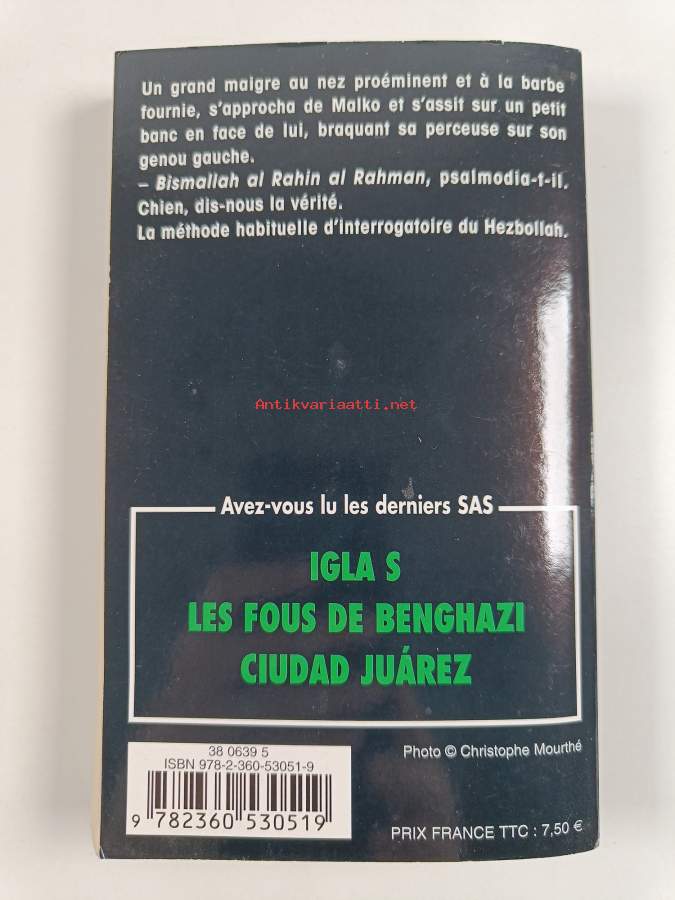 Un grand maigre au nez proéminent et à la barbe
fournie, s'approcha de Malko et s'assit sur un petit
banc en face de lui, braquant sa perceuse sur son
genou gauche.
– Bismallah al Rahin al Rahman, psalmodia-t-il.
Chien, dis-nous la vérité.
La méthode habituelle d'interrogatoire du Hezbollah.
Antikvariaatti.net
Avez-vous lu les derniers SAS
IGLA S
LES FOUS DE BENGHAZI
CIUDAD JUÁREZ
38 0639 5
ISBN 978-2-360-53051-9
9 782360 530519
Photo © Christophe Mourthé
PRIX FRANCE TTC : 7,50 €